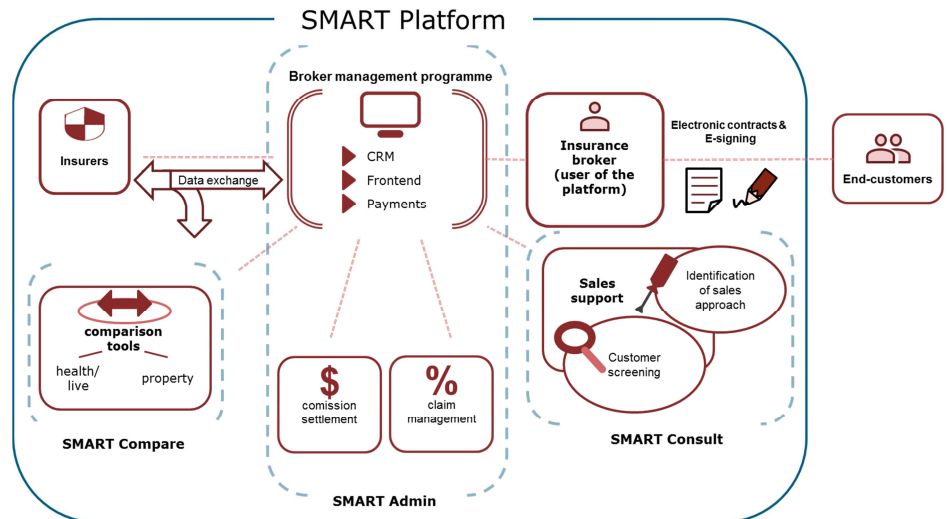 SMART Platform
Broker management programme
CRM
Frontend
Payments
Insurers
Data exchange
Insurance
broker
(user of the
platform)
Electronic contracts &
E-signing
End-customers
comparison
tools
health/
live
property
SMART Compare
$
comission
settlement
%
claim
management
SMART Admin
Sales
support
Identification
of sales
approach
Customer
screening
SMART Consult